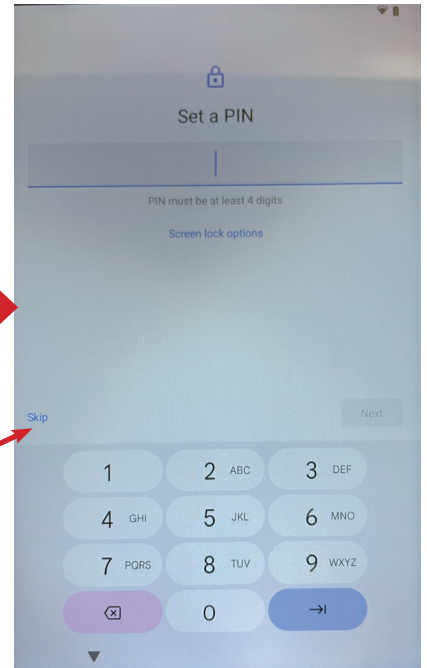 Set a PIN
PIN must be at least 4 digits
Screen lock options
Skip
Next
1
2 ABC
3 DEF
4 GHI
5 JKL
6 MNO
7 PQRS
8 TUV
9 WXYZ
0